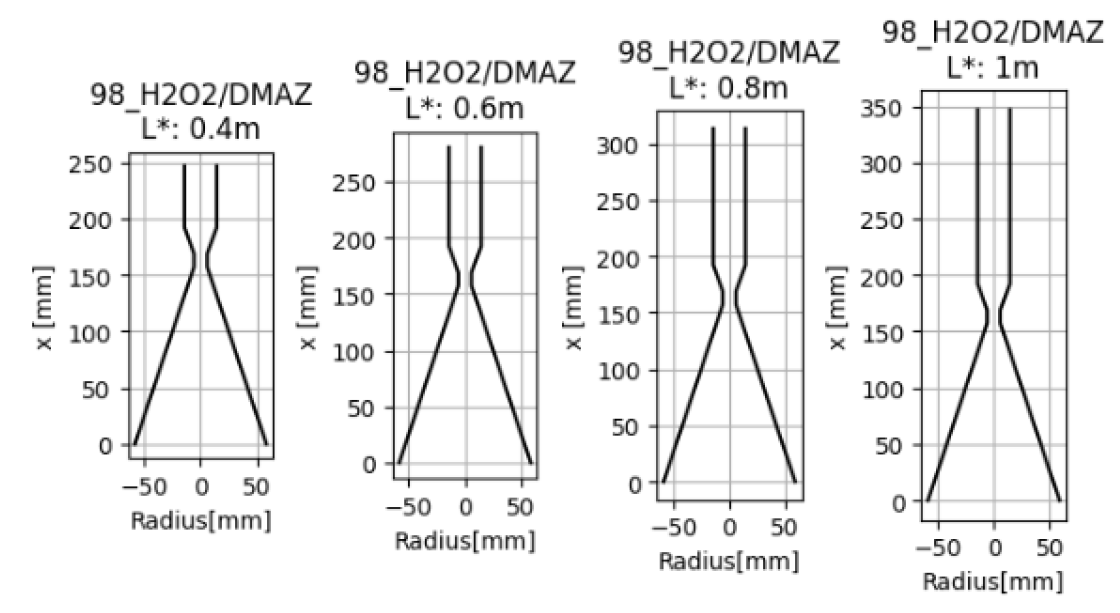 98_H2O2/DMAZ
L*: 0.4m
250
200
150
100
50
0
x [mm]
−50 0 50
Radius[mm]
98_H2O2/DMAZ
L*: 0.6m
250
200
150
100
50
0
x [mm]
−50 0 50
Radius[mm]
98_H2O2/DMAZ
L*: 0.8m
300
250
200
150
100
50
0
x [mm]
−50 0 50
Radius[mm]
98_H2O2/DMAZ
L*: 1m
350
300
250
200
150
100
50
0
x [mm]
−50 0 50
Radius[mm]